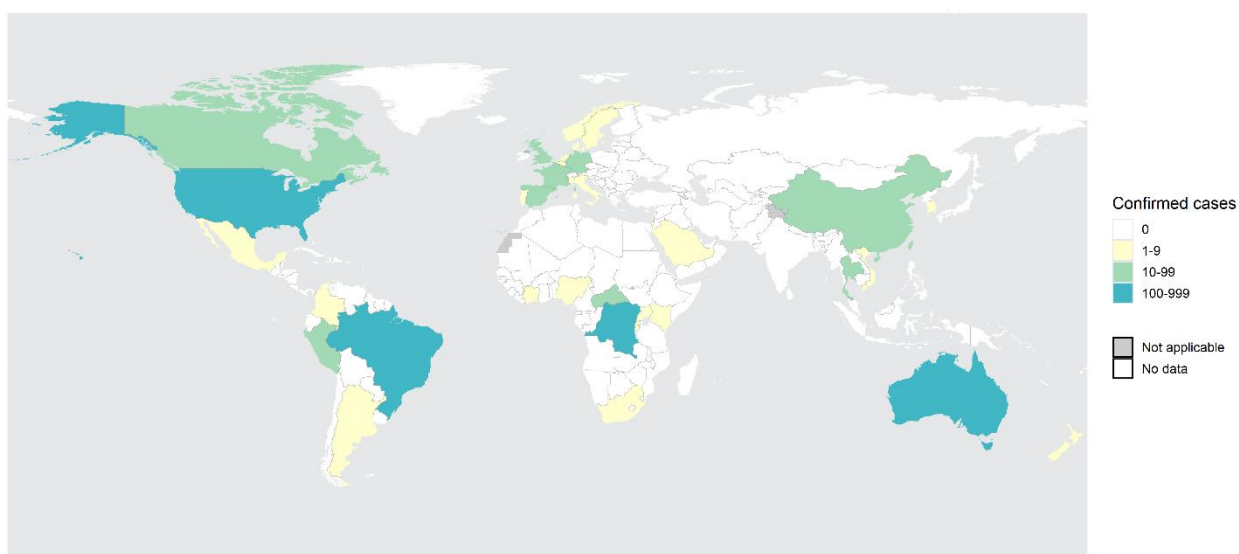 Confirmed cases
0
1-9
10-99
100-999
Not applicable
No data